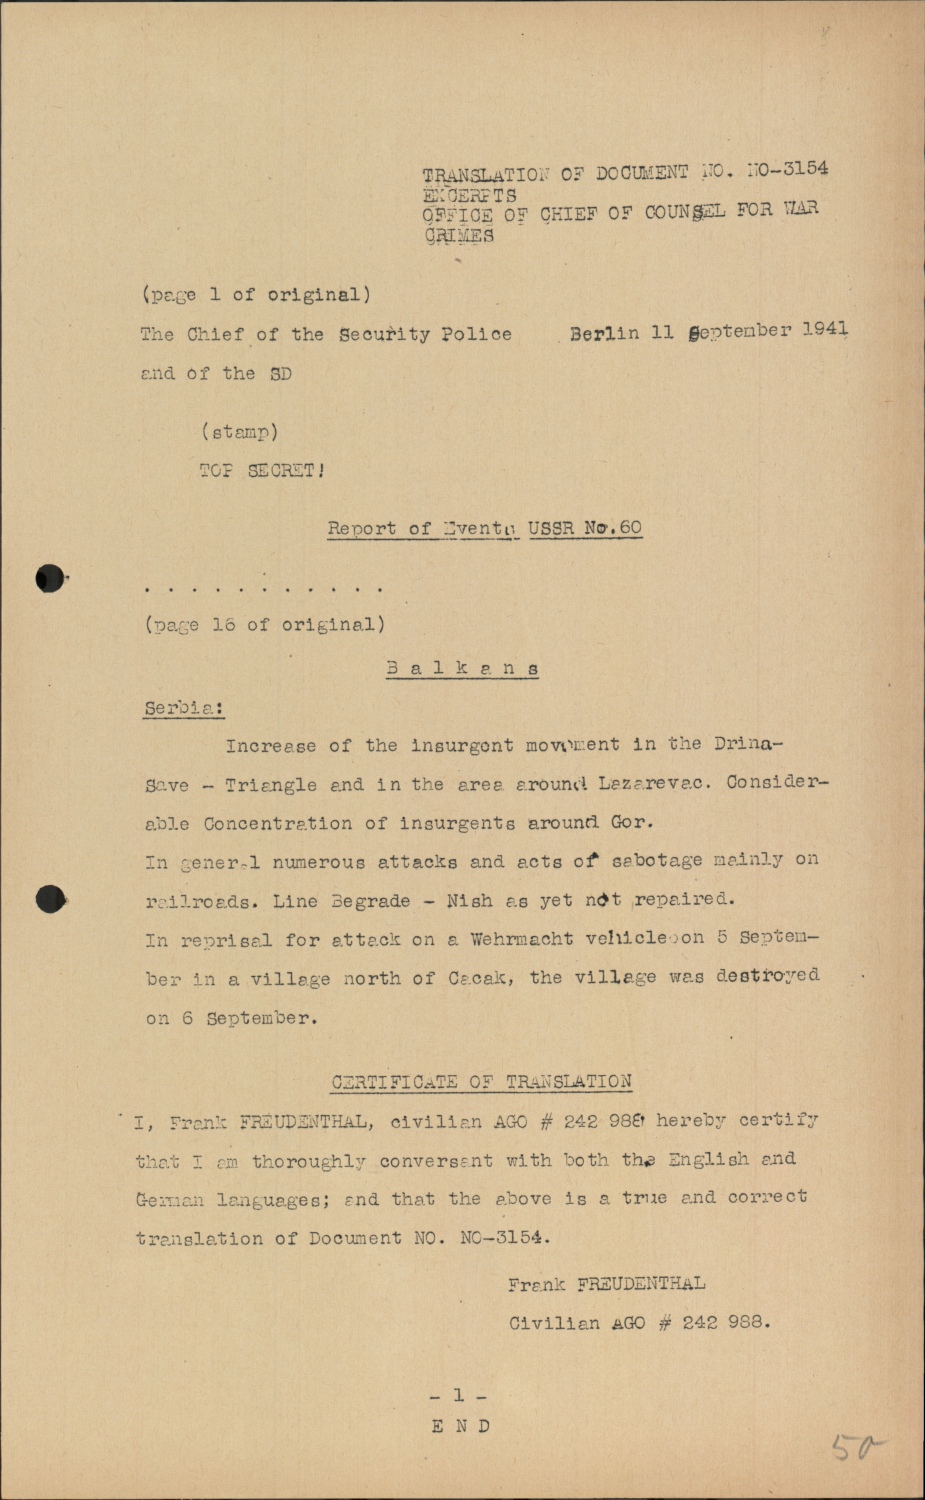 TRANSLATION OF DOCUMENT NO. NO-3154
EXCERPTS
OFFICE OF CHIEF OF COUNSEL FOR WAR
CRIMES
(page 1 of original)
The Chief of the Security Police Berlin 11 September 1941
and of the SD
(stamp)
TOP SECRET!
Report of Events USSR No.60
. . . . . . . . . . .
(page 16 of original)
B a l k a n s
Serbia:
Increase of the insurgent movement in the Drina-
Save - Triangle and in the area around Lazarevac. Consider-
able Concentration of insurgents around Gor.
In general numerous attacks and acts of sabotage mainly on
railroads. Line Begrade - Nish as yet not repaired.
In reprisal for attack on a Wehrmacht vehicle on 5 Septem-
ber in a village north of Cacak, the village was destroyed
on 6 September.
CERTIFICATE OF TRANSLATION
I, Frank FREUDENTHAL, civilian AGO # 242 988 hereby certify
that I am thoroughly conversant with both the English and
German languages; and that the above is a true and correct
translation of Document NO. NO-3154.
Frank FREUDENTHAL
Civilian AGO # 242 988.
- 1 -
E N D